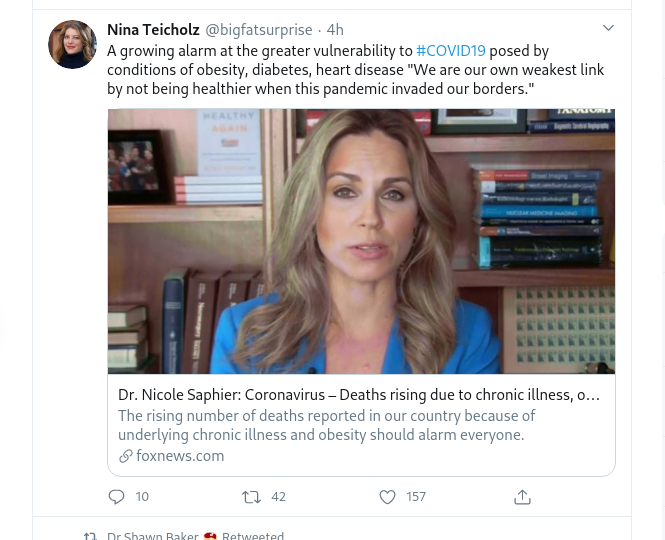 Nina Teicholz @bigfatsurprise · 4h
A growing alarm at the greater vulnerability to #COVID19 posed by
conditions of obesity, diabetes, heart disease "We are our own weakest link
by not being healthier when this pandemic invaded our borders."
HEALTHY
AGAIN
ANATOMY
NUCLEAR MEDICINE IMAGING
Dr. Nicole Saphier: Coronavirus – Deaths rising due to chronic illness, o…
The rising number of deaths reported in our country because of
underlying chronic illness and obesity should alarm everyone.
foxnews.com
10 42 157
Dr Shawn Baker Retweeted